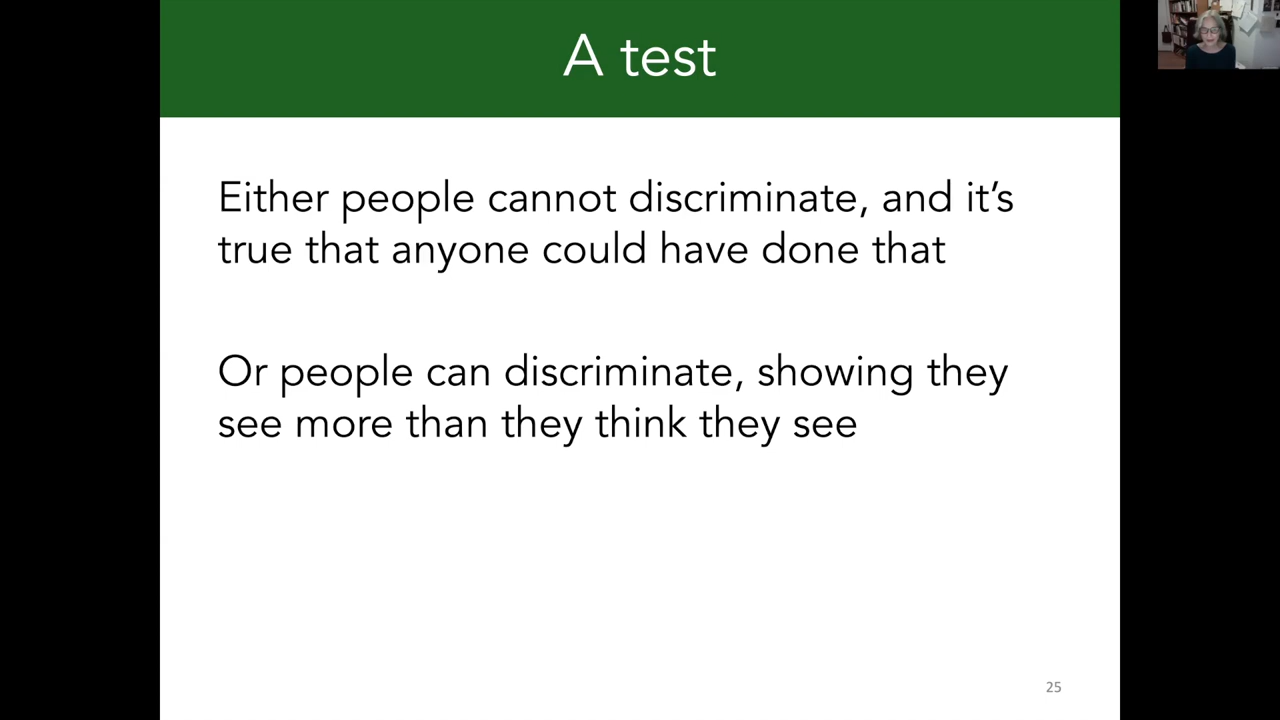 A test
Either people cannot discriminate, and it’s
true that anyone could have done that
Or people can discriminate, showing they
see more than they think they see
25